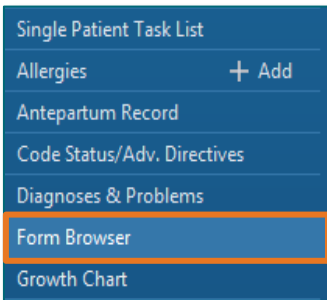 Single Patient Task List
Allergies + Add
Antepartum Record
Code Status/Adv. Directives
Diagnoses & Problems
Form Browser
Growth Chart